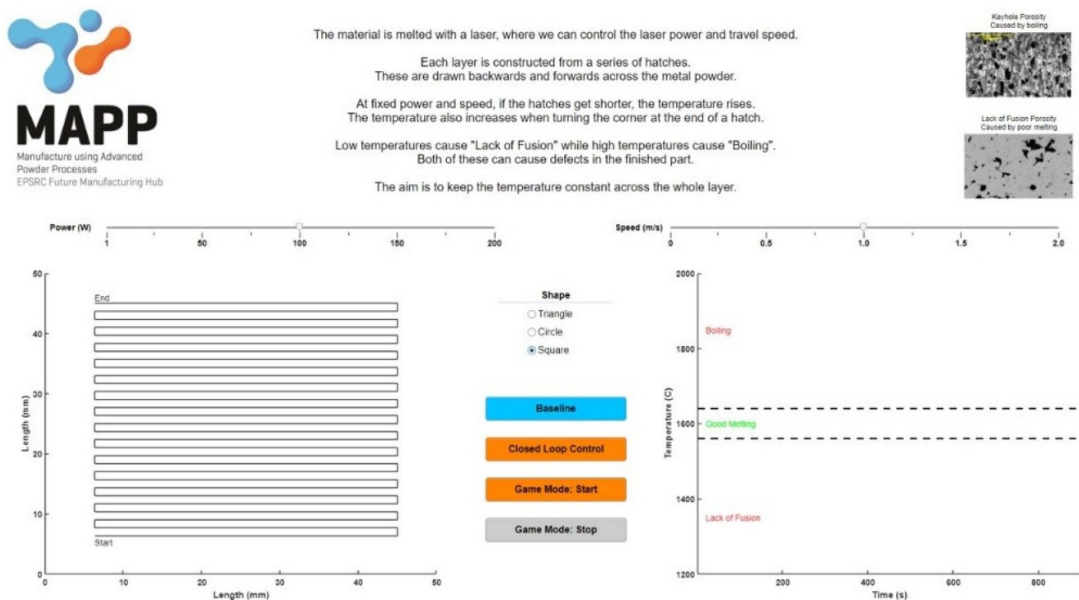 MAPP
Manufacture using Advanced
Powder Processes
EPSRC Future Manufacturing Hub
The material is melted with a laser, where we can control the laser power and travel speed.
Each layer is constructed from a series of hatches.
These are drawn backwards and forwards across the metal powder.
At fixed power and speed, if the hatches get shorter, the temperature rises.
The temperature also increases when turning the corner at the end of a hatch.
Low temperatures cause "Lack of Fusion" while high temperatures cause "Boiling".
Both of these can cause defects in the finished part.
The aim is to keep the temperature constant across the whole layer.
Keyhole Porosity
Caused by boiling
Lack of Fusion Porosity
Caused by poor melting
Power (W)
1 50 100 150 200
Speed (m/s)
0 0.5 1.0 1.5 2.0
50
40
30
20
10
0
Length (mm)
End
Start
0 10 20 30 40 50
Length (mm)
Shape
Triangle
Circle
Square
Baseline
Closed Loop Control
Game Mode: Start
Game Mode: Stop
2000
1800
1600
1400
1200
Temperature (C)
Boiling
Good Melting
Lack of Fusion
200 400 600 800
Time (s)